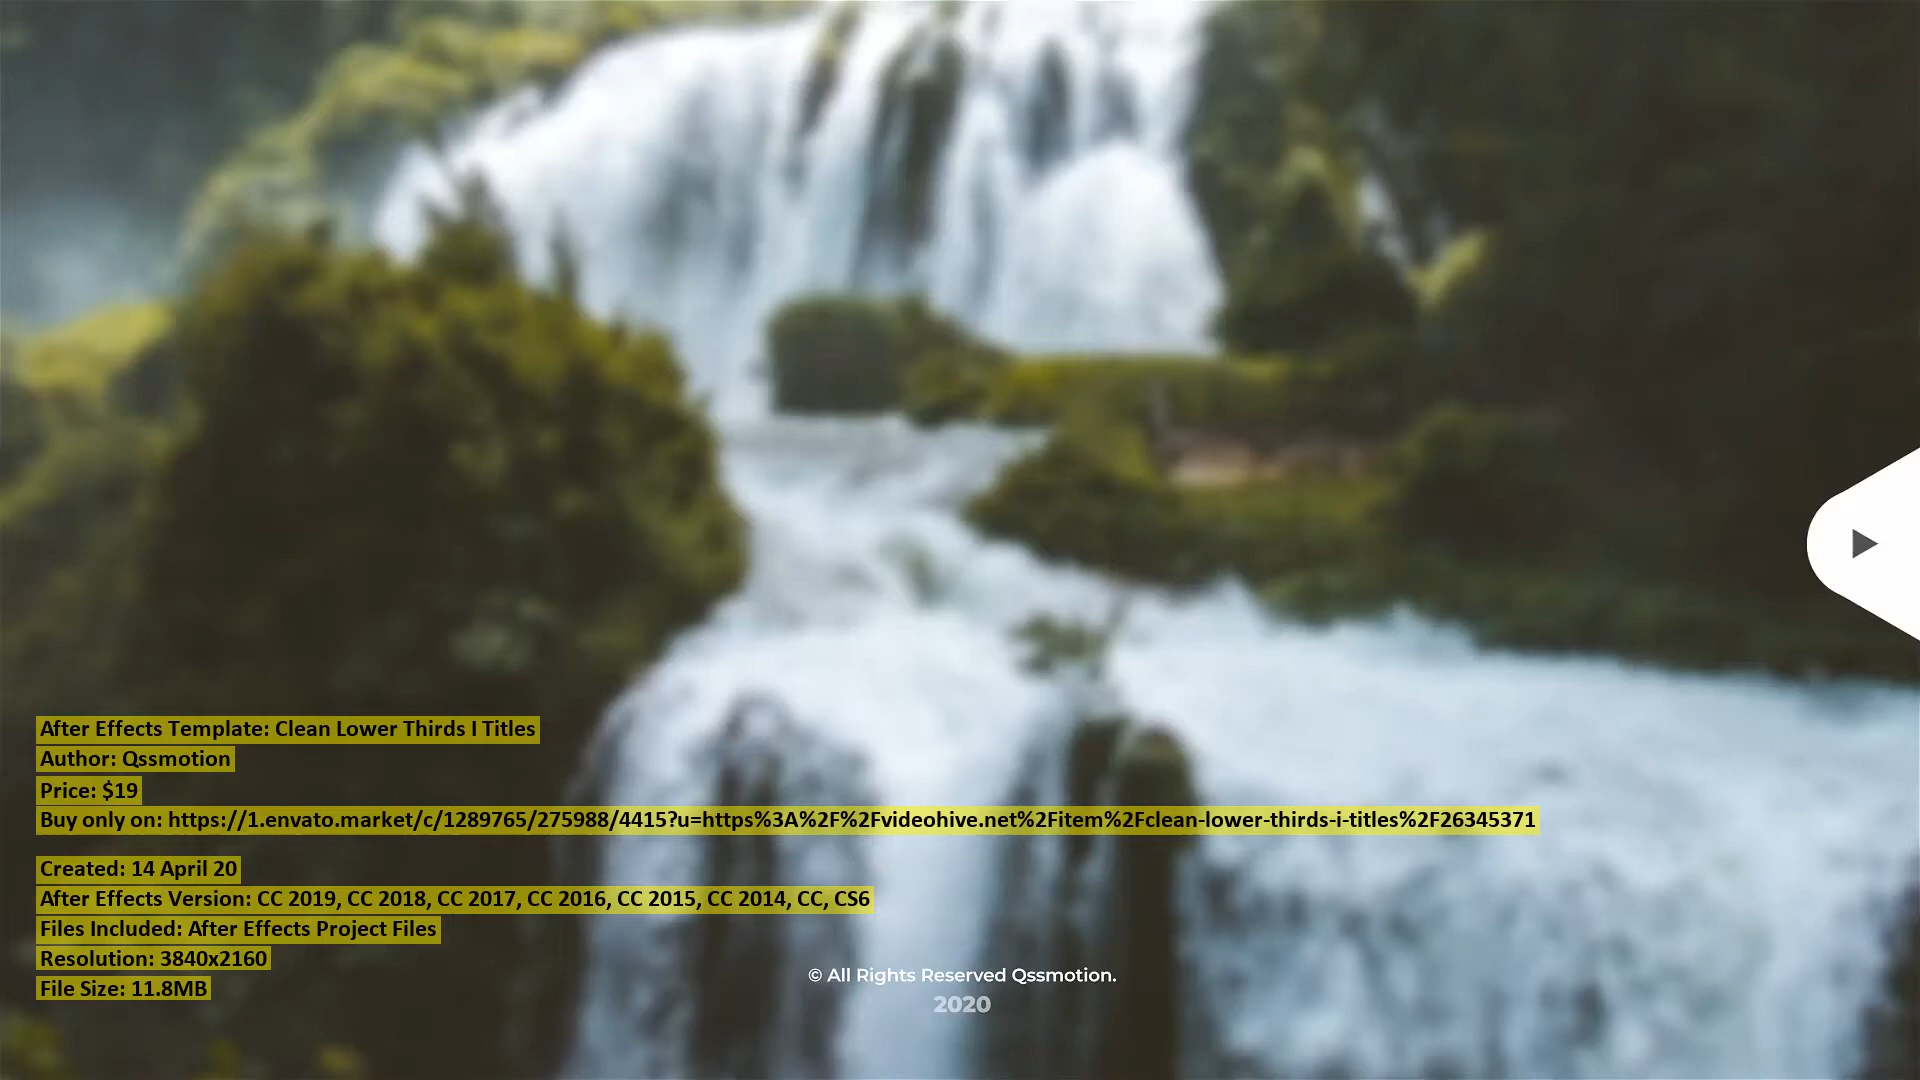 After Effects Template: Clean Lower Thirds I Titles
Author: Qssmotion
Price: $19
Buy only on: https://1.envato.market/c/1289765/275988/4415?u=https%3A%2F%2Fvideohive.net%2Fitem%2Fclean-lower-thirds-i-titles%2F26345371
Created: 14 April 20
After Effects Version: CC 2019, CC 2018, CC 2017, CC 2016, CC 2015, CC 2014, CC, CS6
Files Included: After Effects Project Files
Resolution: 3840x2160
File Size: 11.8MB
© All Rights Reserved Qssmotion.
2020